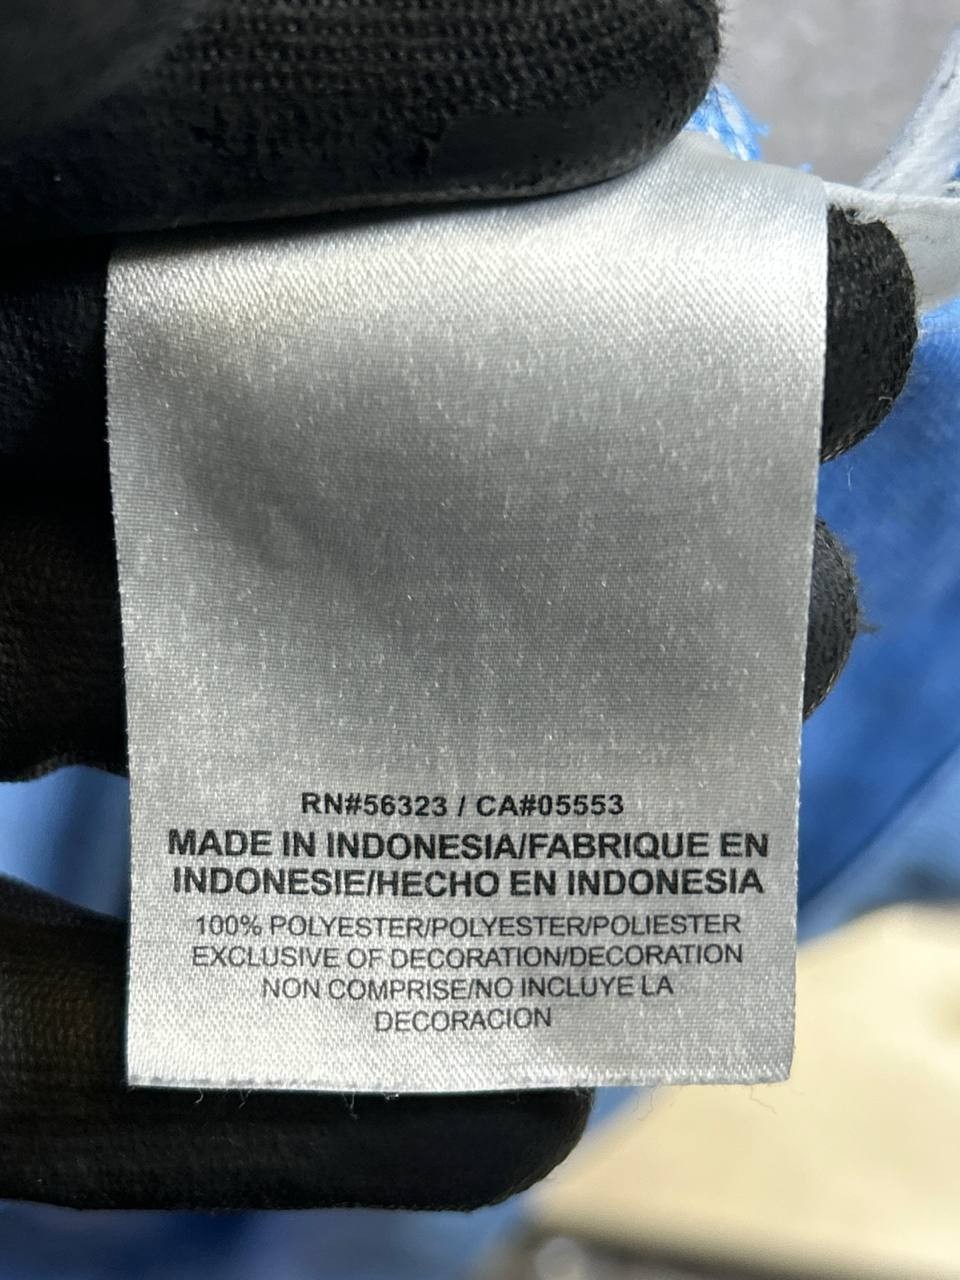 RN#56323 / CA#05553
MADE IN INDONESIA/FABRIQUE EN
INDONESIE/HECHO EN INDONESIA
100% POLYESTER/POLYESTER/POLIESTER
EXCLUSIVE OF DECORATION/DECORATION
NON COMPRISE/NO INCLUYE LA
DECORACION